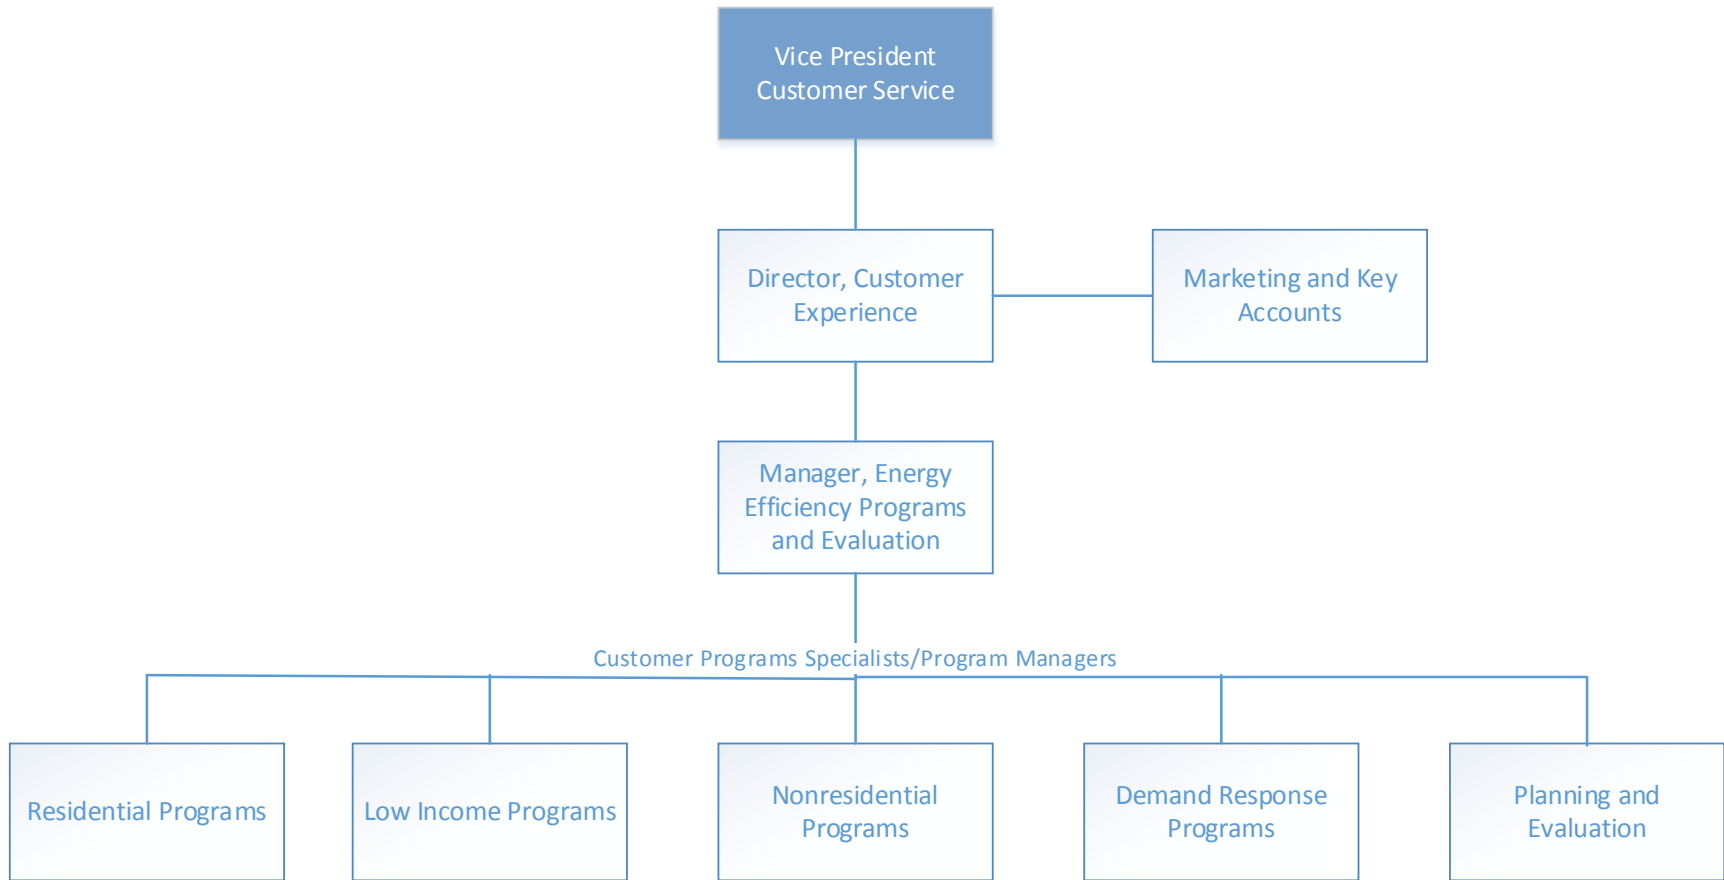 Vice President
Customer Service
Director, Customer
Experience
Marketing and Key
Accounts
Manager, Energy
Efficiency Programs
and Evaluation
Customer Programs Specialists/Program Managers
Residential Programs
Low Income Programs
Nonresidential
Programs
Demand Response
Programs
Planning and
Evaluation